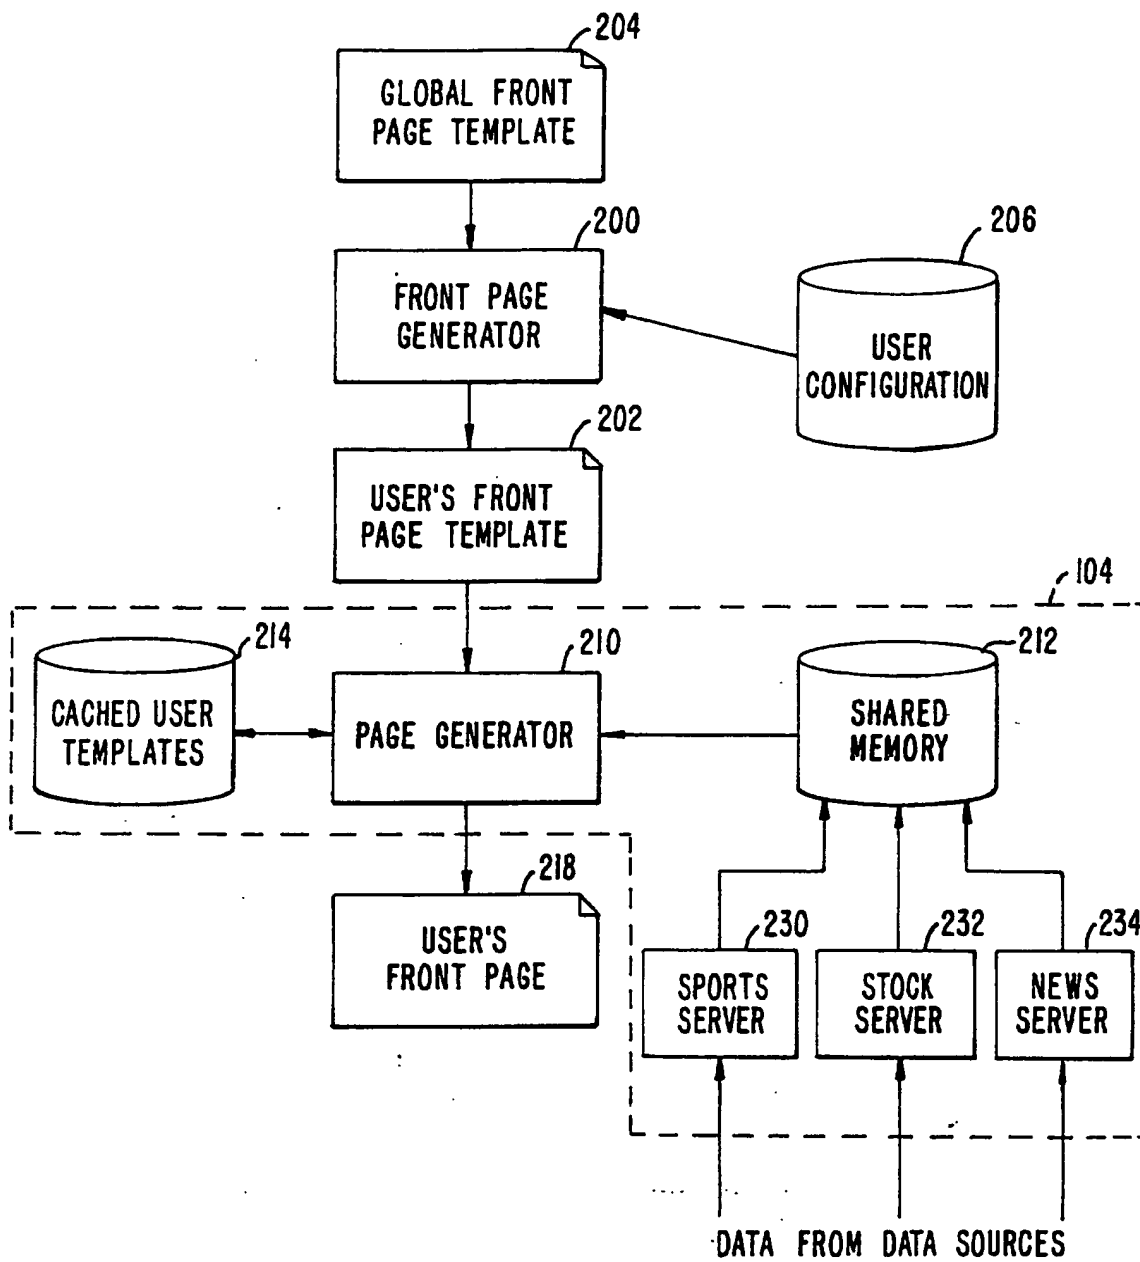 204
GLOBAL FRONT
PAGE TEMPLATE
200
FRONT PAGE
GENERATOR
206
USER
CONFIGURATION
202
USER'S FRONT
PAGE TEMPLATE
104
214
CACHED USER
TEMPLATES
210
PAGE GENERATOR
212
SHARED
MEMORY
218
USER'S
FRONT PAGE
230
SPORTS
SERVER
232
STOCK
SERVER
234
NEWS
SERVER
DATA FROM DATA SOURCES